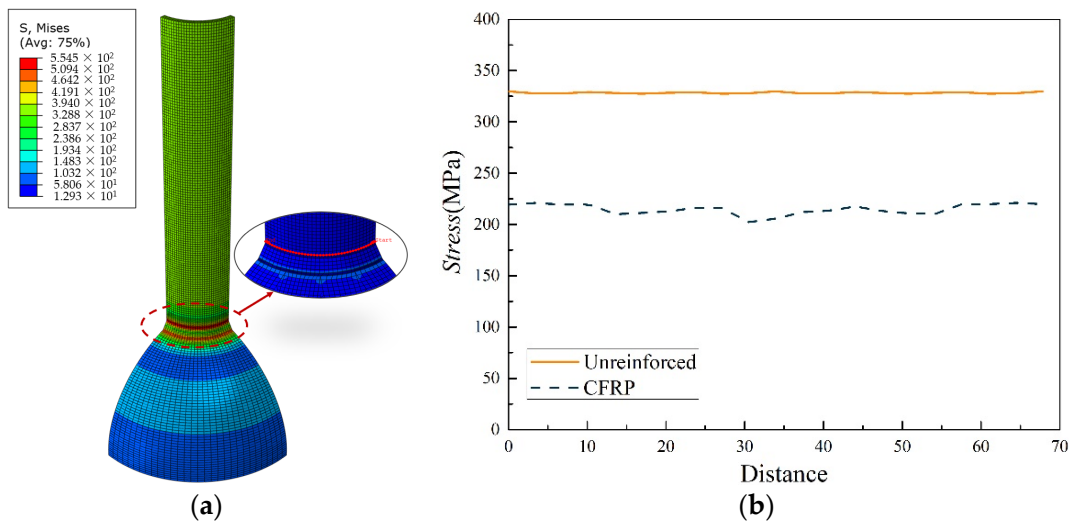 S, Mises
(Avg: 75%)
5.545 × 10²
5.094 × 10²
4.642 × 10²
4.191 × 10²
3.940 × 10²
3.288 × 10²
2.837 × 10²
2.386 × 10²
1.934 × 10²
1.483 × 10²
1.032 × 10²
5.806 × 10¹
1.293 × 10¹
Start
(a)
400
350
300
250
200
150
100
50
0
Stress(MPa)
Unreinforced
CFRP
0 10 20 30 40 50 60 70
Distance
(b)